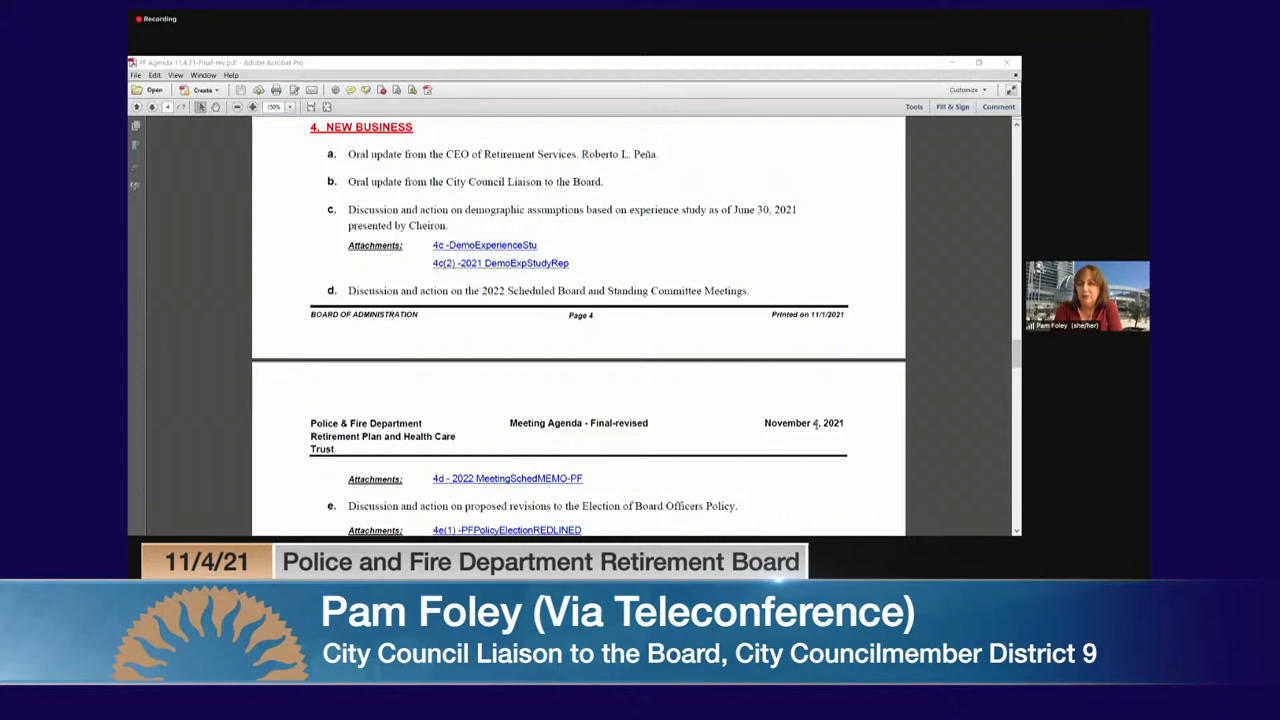 Recording
PF Agenda 11.4.21-Final-rev.pdf - Adobe Acrobat Pro
File Edit View Window Help
Open Create Customize
4 / 7 150% Tools Fill & Sign Comment
4. NEW BUSINESS
a. Oral update from the CEO of Retirement Services. Roberto L. Peña.
b. Oral update from the City Council Liaison to the Board.
c. Discussion and action on demographic assumptions based on experience study as of June 30, 2021
presented by Cheiron.
Attachments: 4c -DemoExperienceStu
4c(2) -2021 DemoExpStudyRep
d. Discussion and action on the 2022 Scheduled Board and Standing Committee Meetings.
BOARD OF ADMINISTRATION Page 4 Printed on 11/1/2021
Pam Foley (she/her)
Police & Fire Department Meeting Agenda - Final-revised November 4, 2021
Retirement Plan and Health Care
Trust
Attachments: 4d - 2022 MeetingSchedMEMO-PF
e. Discussion and action on proposed revisions to the Election of Board Officers Policy.
Attachments: 4e(1) -PFPolicyElectionREDLINED
11/4/21 Police and Fire Department Retirement Board
Pam Foley (Via Teleconference)
City Council Liaison to the Board, City Councilmember District 9